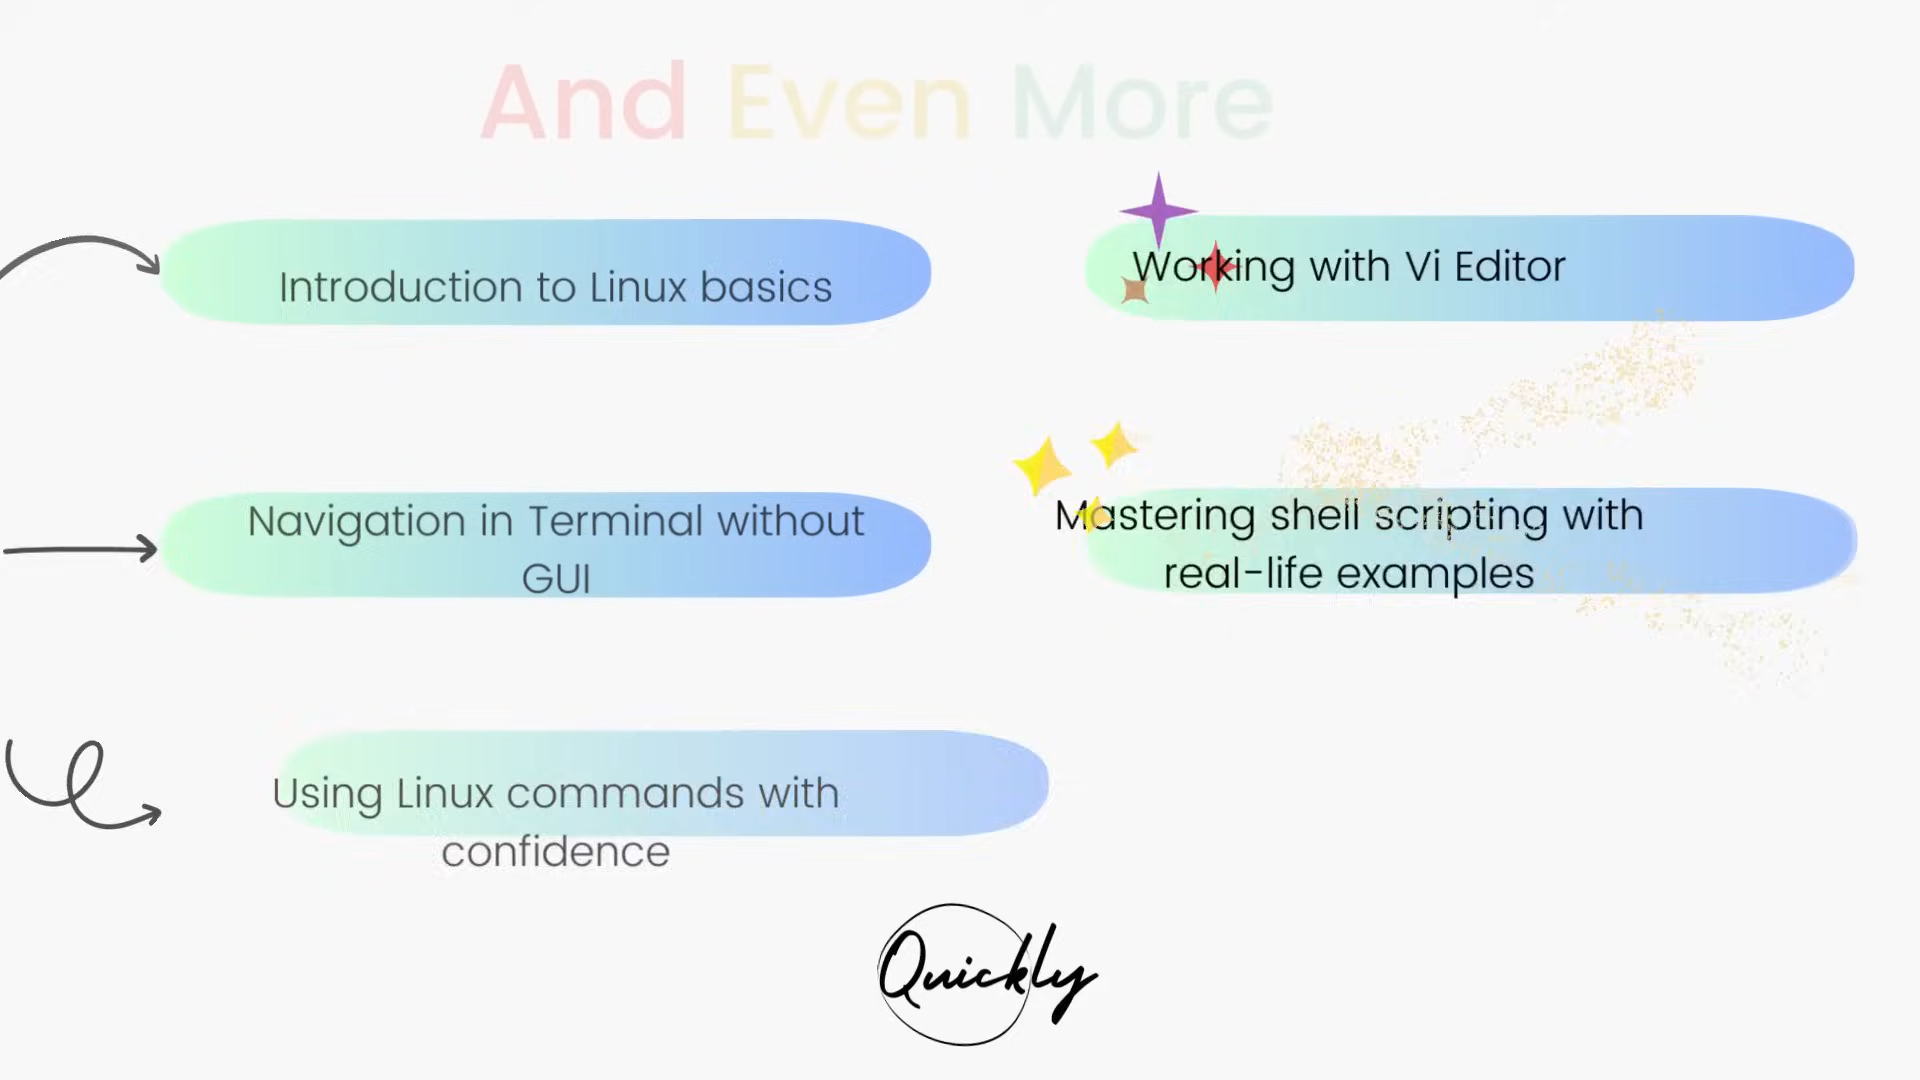 And Even More
Introduction to Linux basics
Navigation in Terminal without
GUI
Using Linux commands with
confidence
Working with Vi Editor
Mastering shell scripting with
real-life examples
Quickly